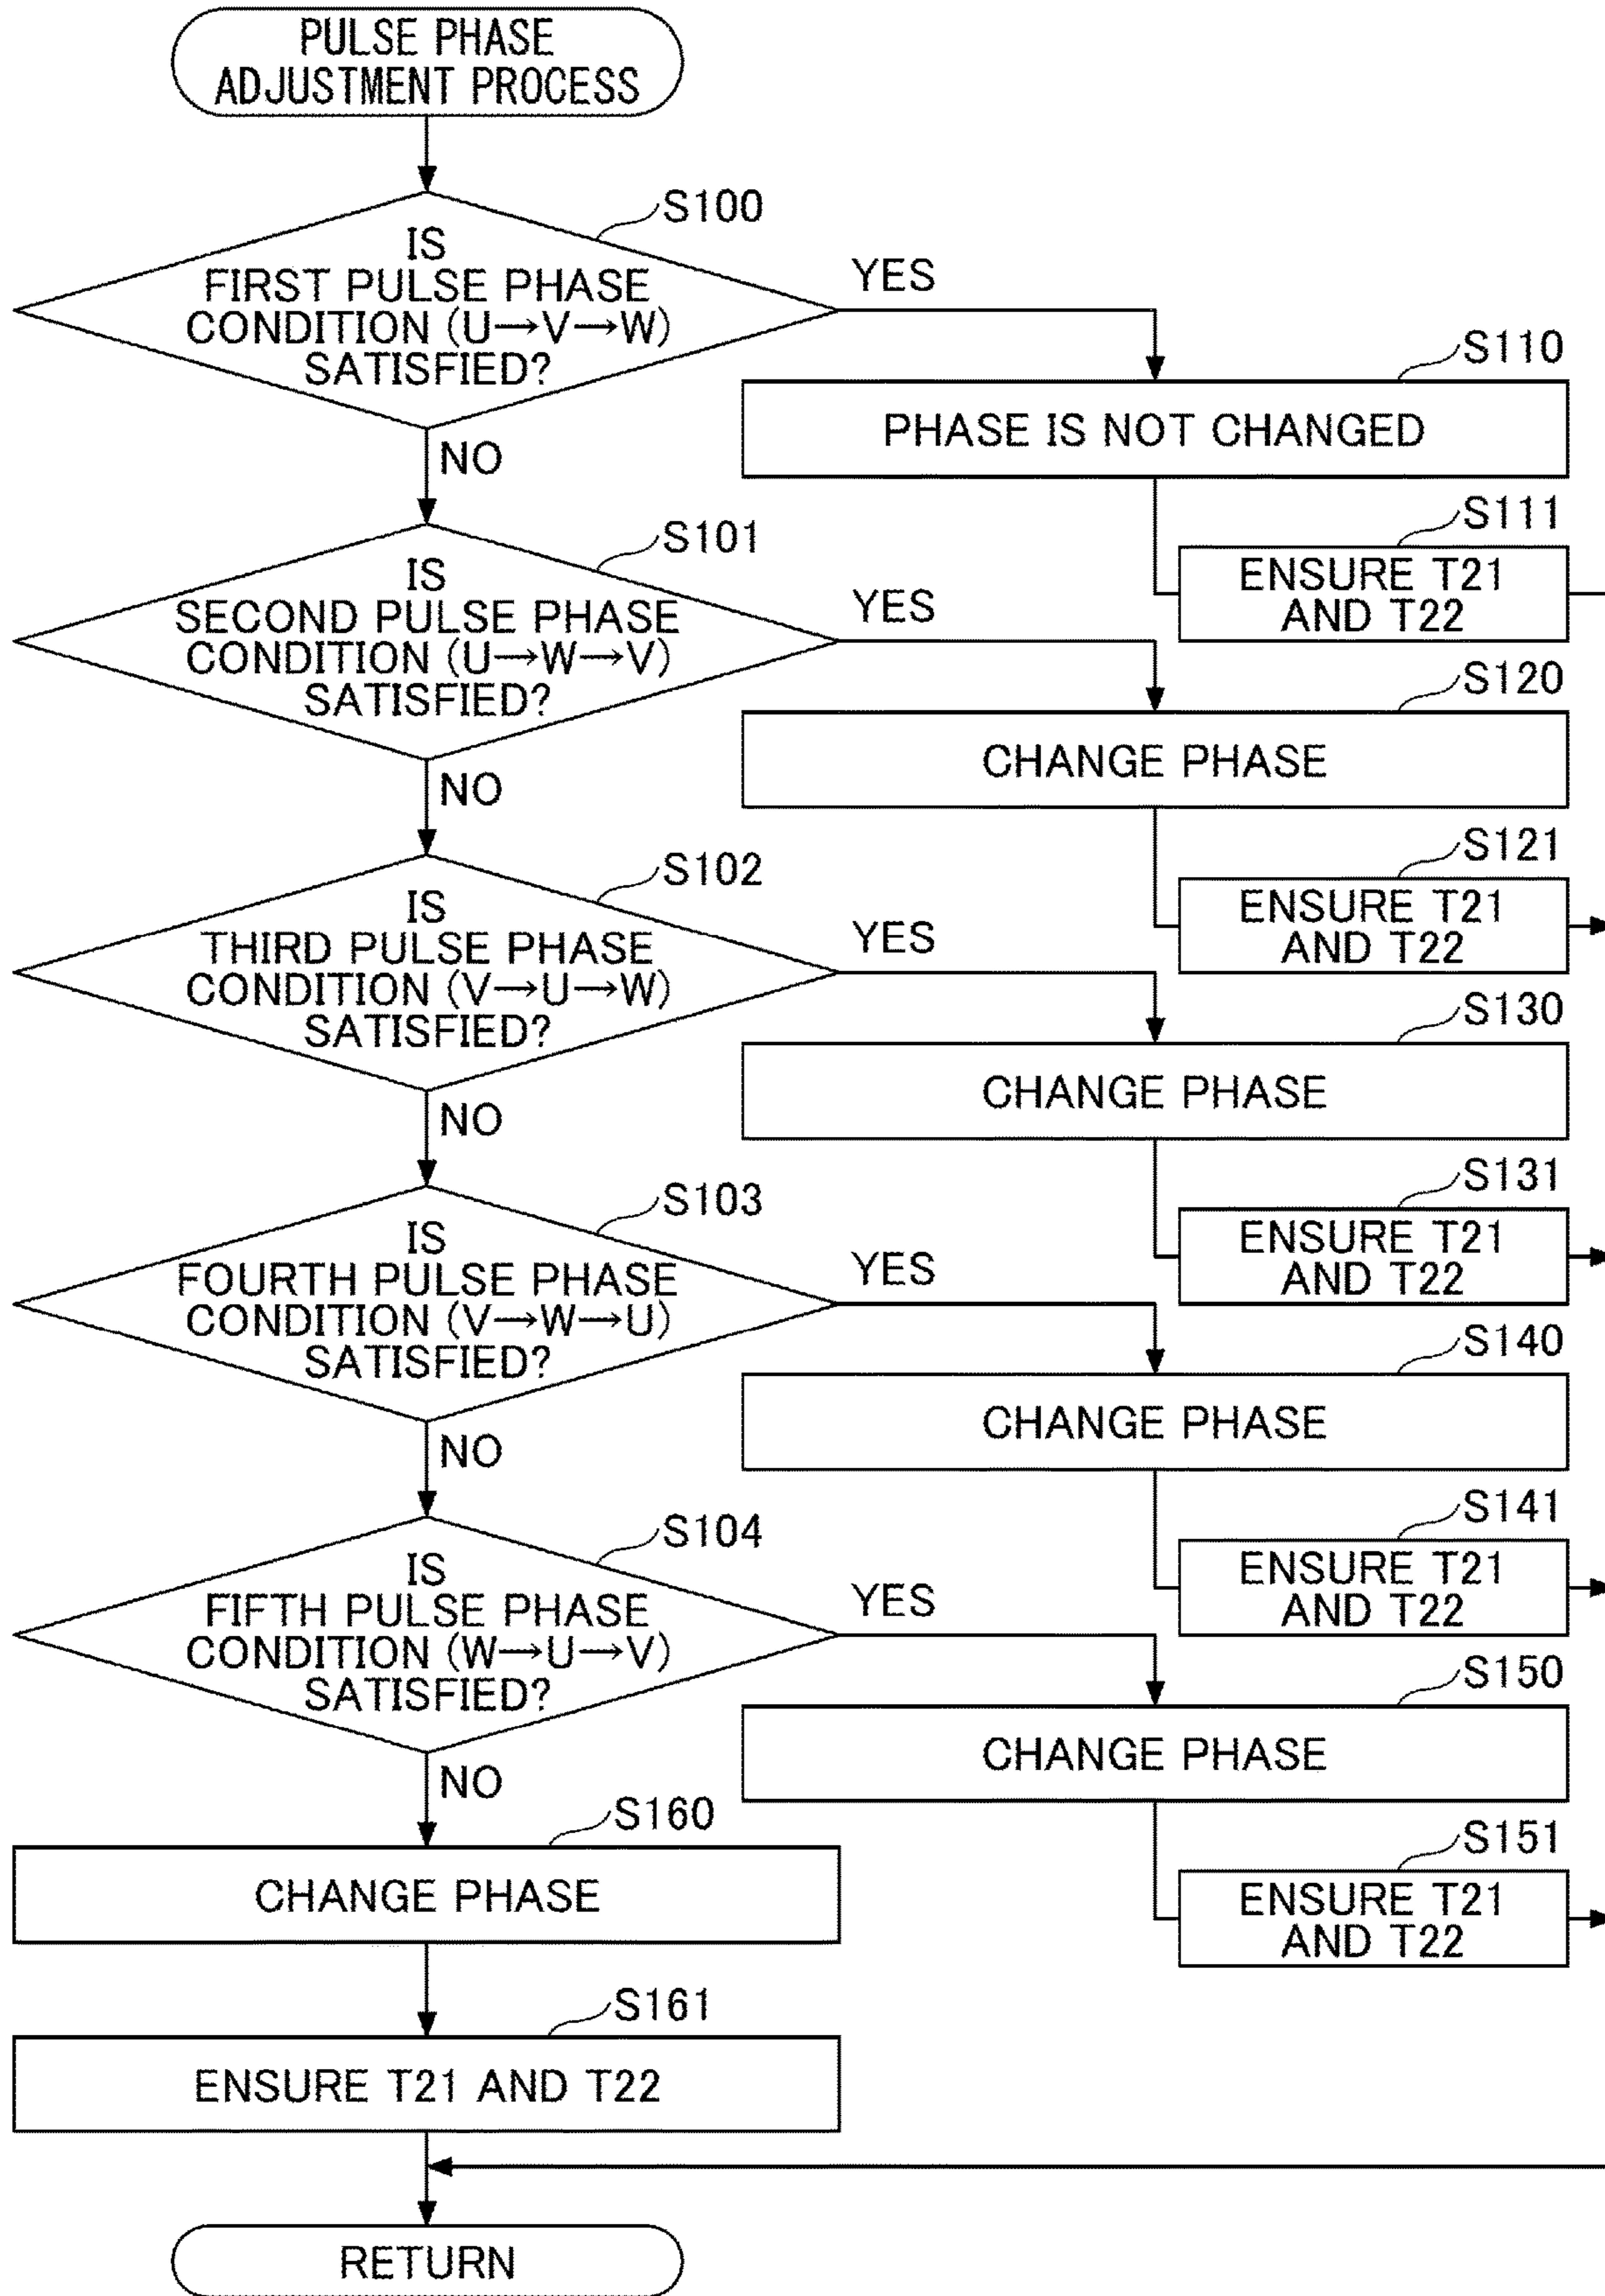 PULSE PHASE
ADJUSTMENT PROCESS
S100
IS
FIRST PULSE PHASE
CONDITION (U→V→W)
SATISFIED?
YES
NO
S110
PHASE IS NOT CHANGED
S111
ENSURE T21
AND T22
S101
IS
SECOND PULSE PHASE
CONDITION (U→W→V)
SATISFIED?
YES
NO
S120
CHANGE PHASE
S121
ENSURE T21
AND T22
S102
IS
THIRD PULSE PHASE
CONDITION (V→U→W)
SATISFIED?
YES
NO
S130
CHANGE PHASE
S131
ENSURE T21
AND T22
S103
IS
FOURTH PULSE PHASE
CONDITION (V→W→U)
SATISFIED?
YES
NO
S140
CHANGE PHASE
S141
ENSURE T21
AND T22
S104
IS
FIFTH PULSE PHASE
CONDITION (W→U→V)
SATISFIED?
YES
NO
S150
CHANGE PHASE
S151
ENSURE T21
AND T22
S160
CHANGE PHASE
S161
ENSURE T21 AND T22
RETURN